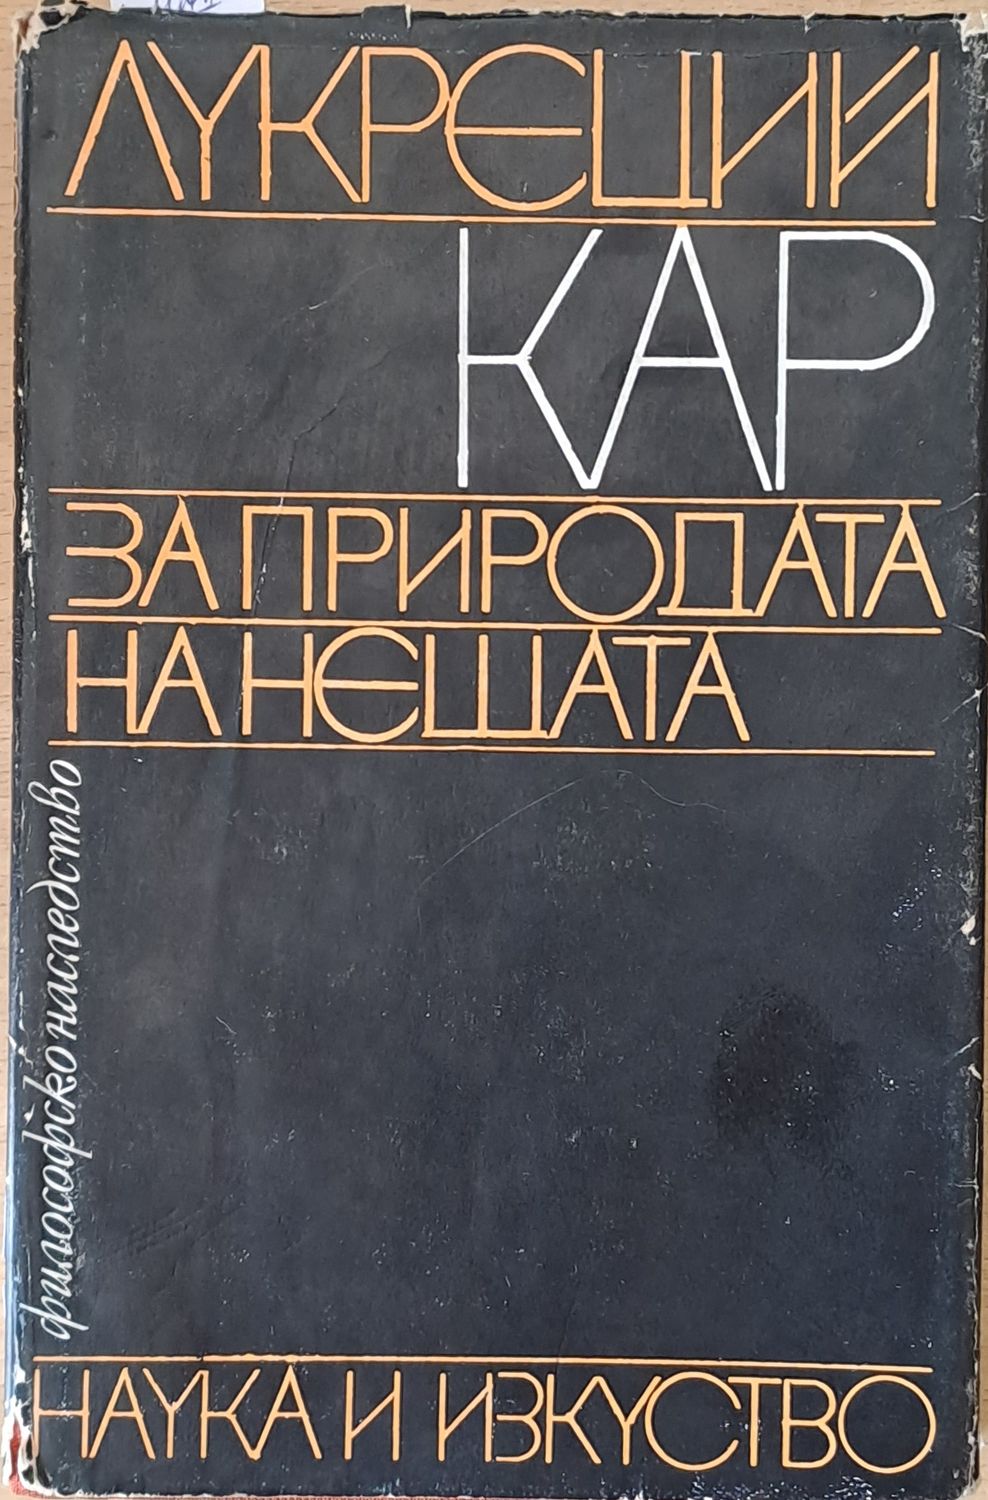 ЛУКРЕЦИЙ
КАР
ЗА ПРИРОДАТА
НА НЕЩАТА
философско наследство
НАУКА И ИЗКУСТВО